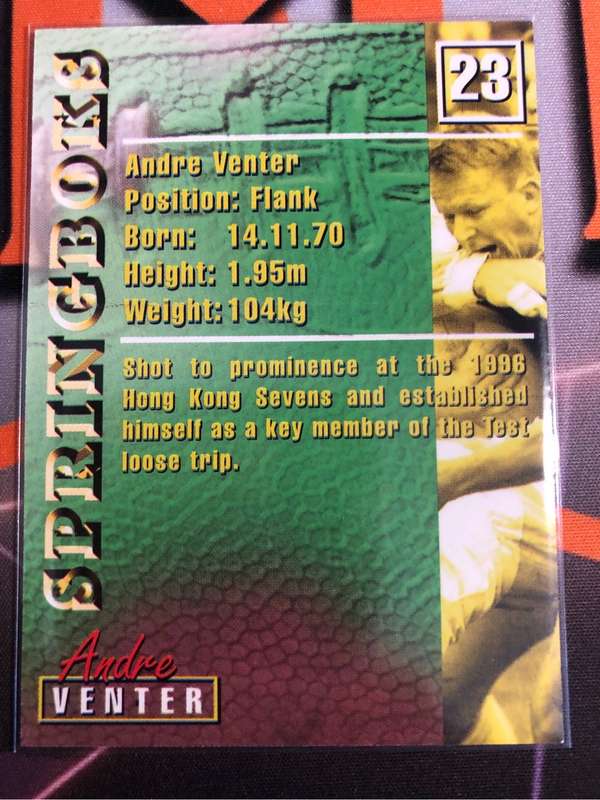 SPRINGBOKS
23
Andre Venter
Position: Flank
Born: 14.11.70
Height: 1.95m
Weight: 104kg
Shot to prominence at the 1996
Hong Kong Sevens and established
himself as a key member of the Test
loose trip.
Andre
VENTER